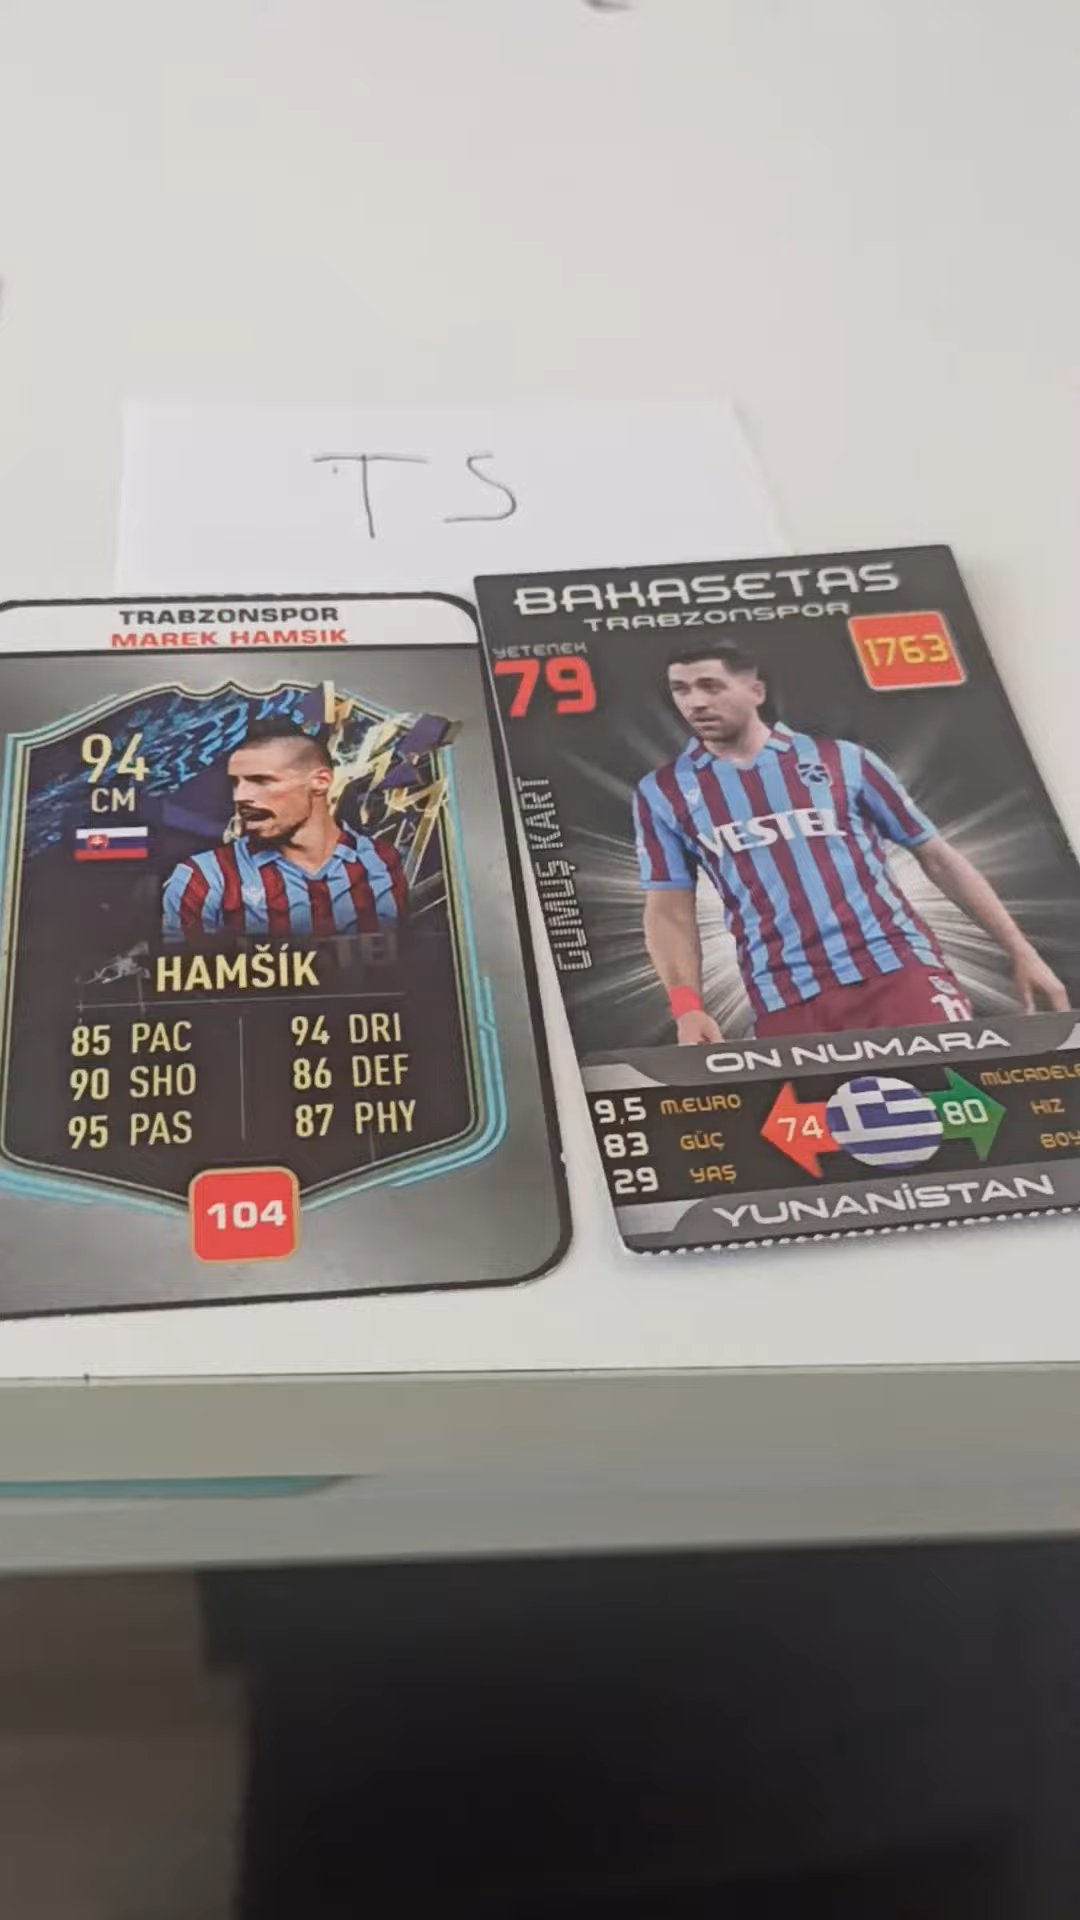 TS
TRABZONSPOR
MAREK HAMSIK
94
CM
HAMŠÍK
85 PAC
90 SHO
95 PAS
94 DRI
86 DEF
87 PHY
104
BAKASETAS
TRABZONSPOR
YETENEK
79
1763
GÜMÜŞ KART
VESTEL
ON NUMARA
9,5 M.EURO
83 GÜÇ
29 YAŞ
74
80
MÜCADELE
HIZ
BOY
YUNANİSTAN